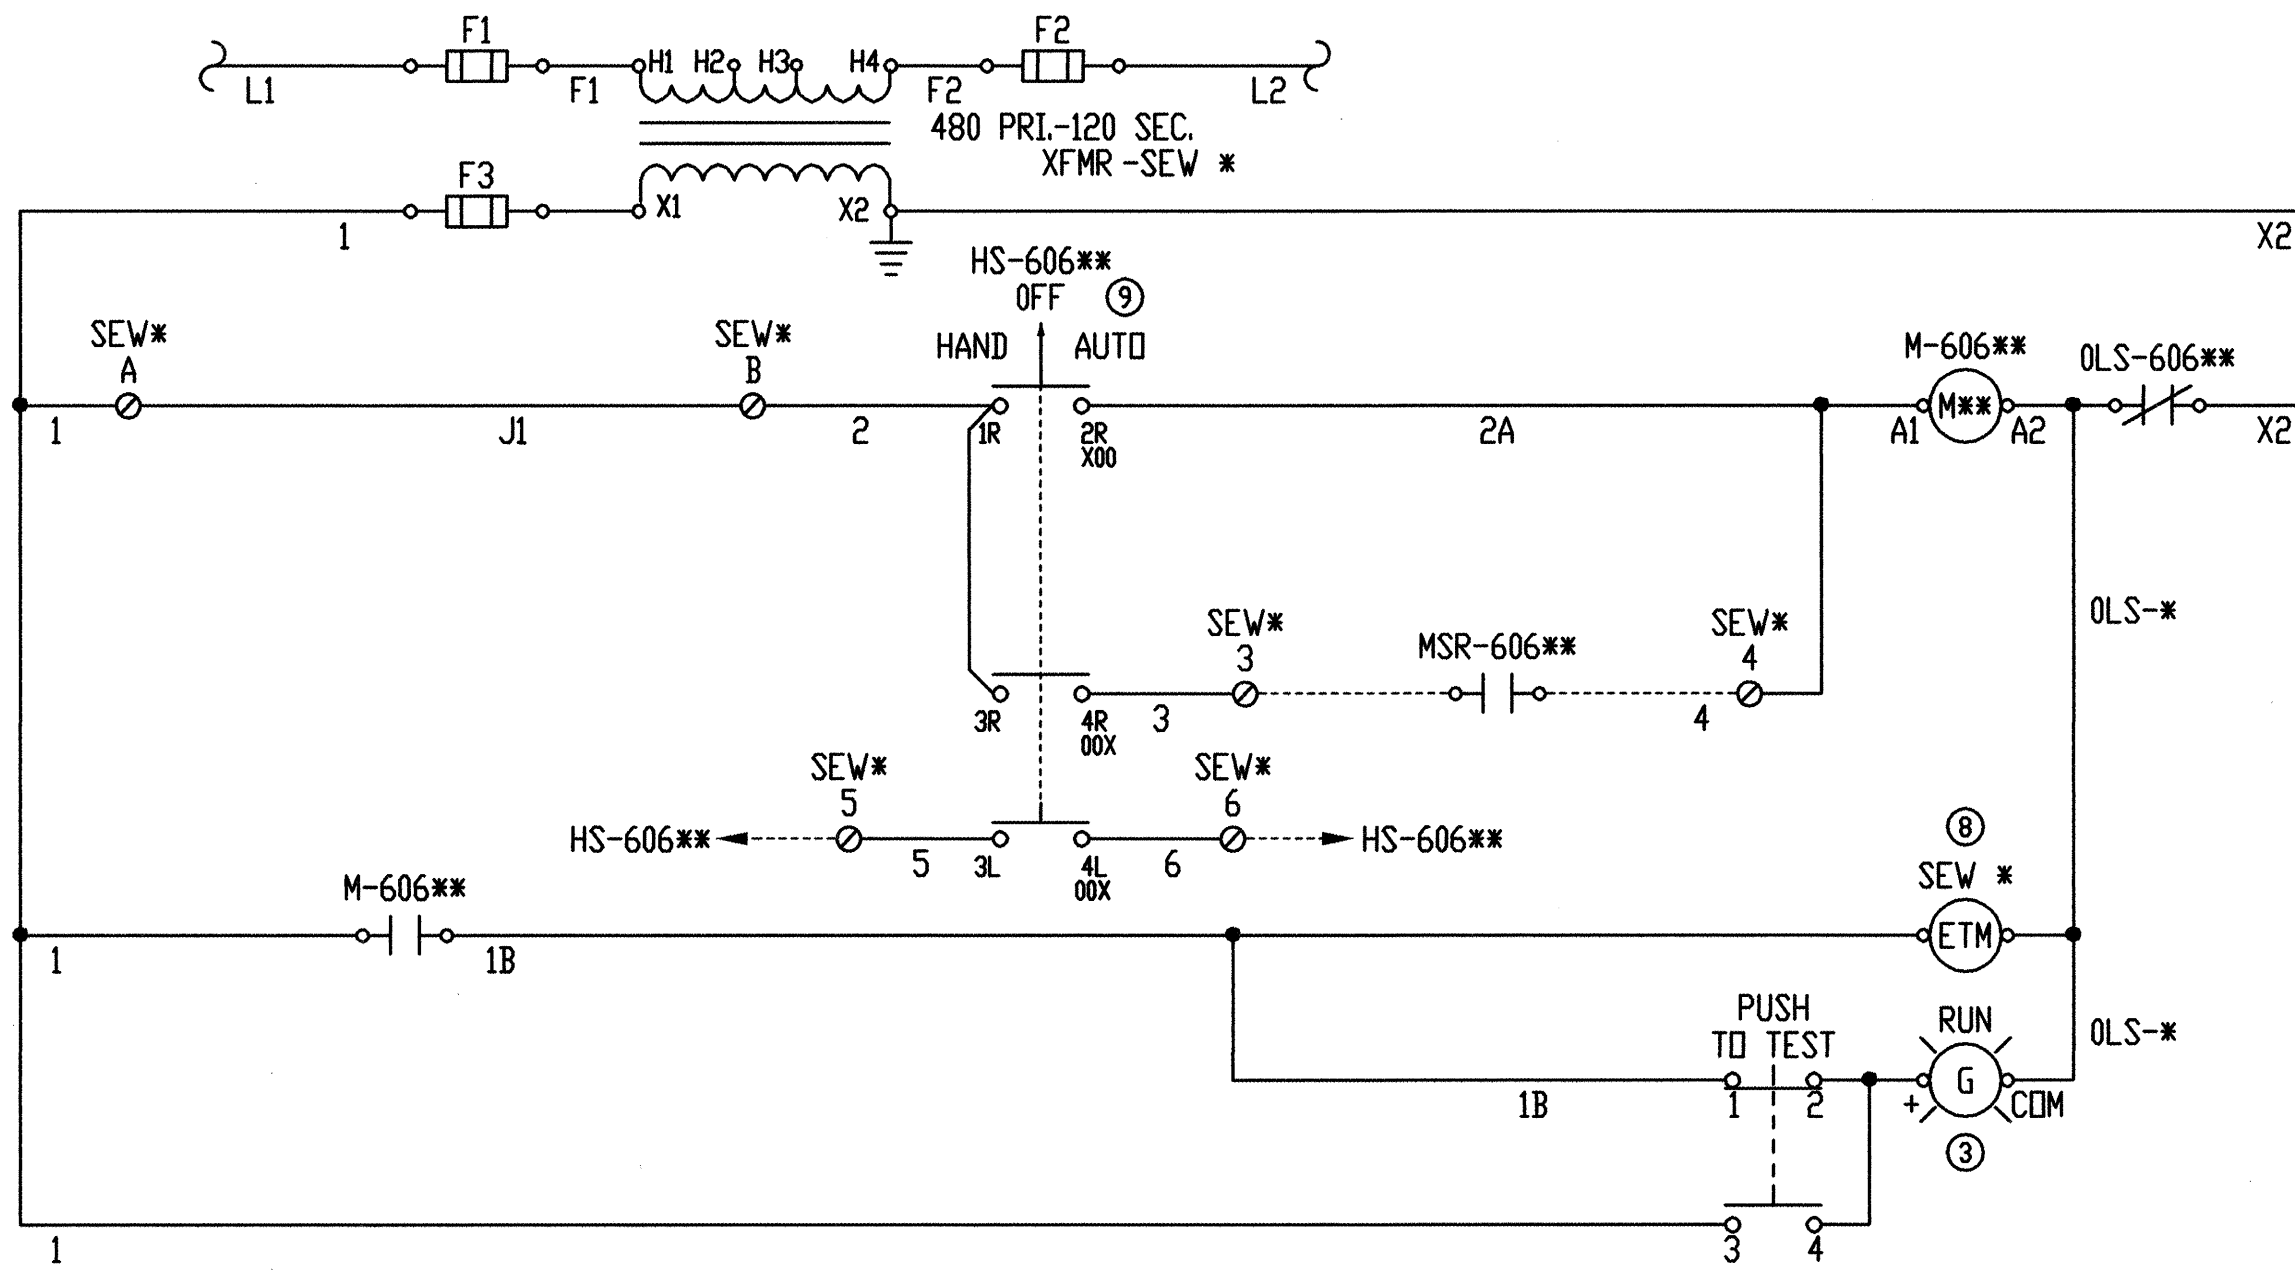 F1
F2
H1 H2 H3 H4
L1
F1
F2
L2
480 PRI.-120 SEC.
XFMR -SEW *
F3
X1
X2
1
X2
HS-606**
OFF 9
HAND AUTO
SEW*
A
SEW*
B
M-606**
OLS-606**
M**
1
J1
2
1R
2R
X00
2A
A1
A2
X2
OLS-*
SEW*
3
MSR-606**
SEW*
4
3R
4R
00X
3
4
SEW*
5
SEW*
6
HS-606**
HS-606**
5
3L
4L
00X
6
8
SEW *
M-606**
ETM
1
1B
PUSH
TO TEST
RUN
OLS-*
G
1B
1
2
+
COM
3
1
3
4